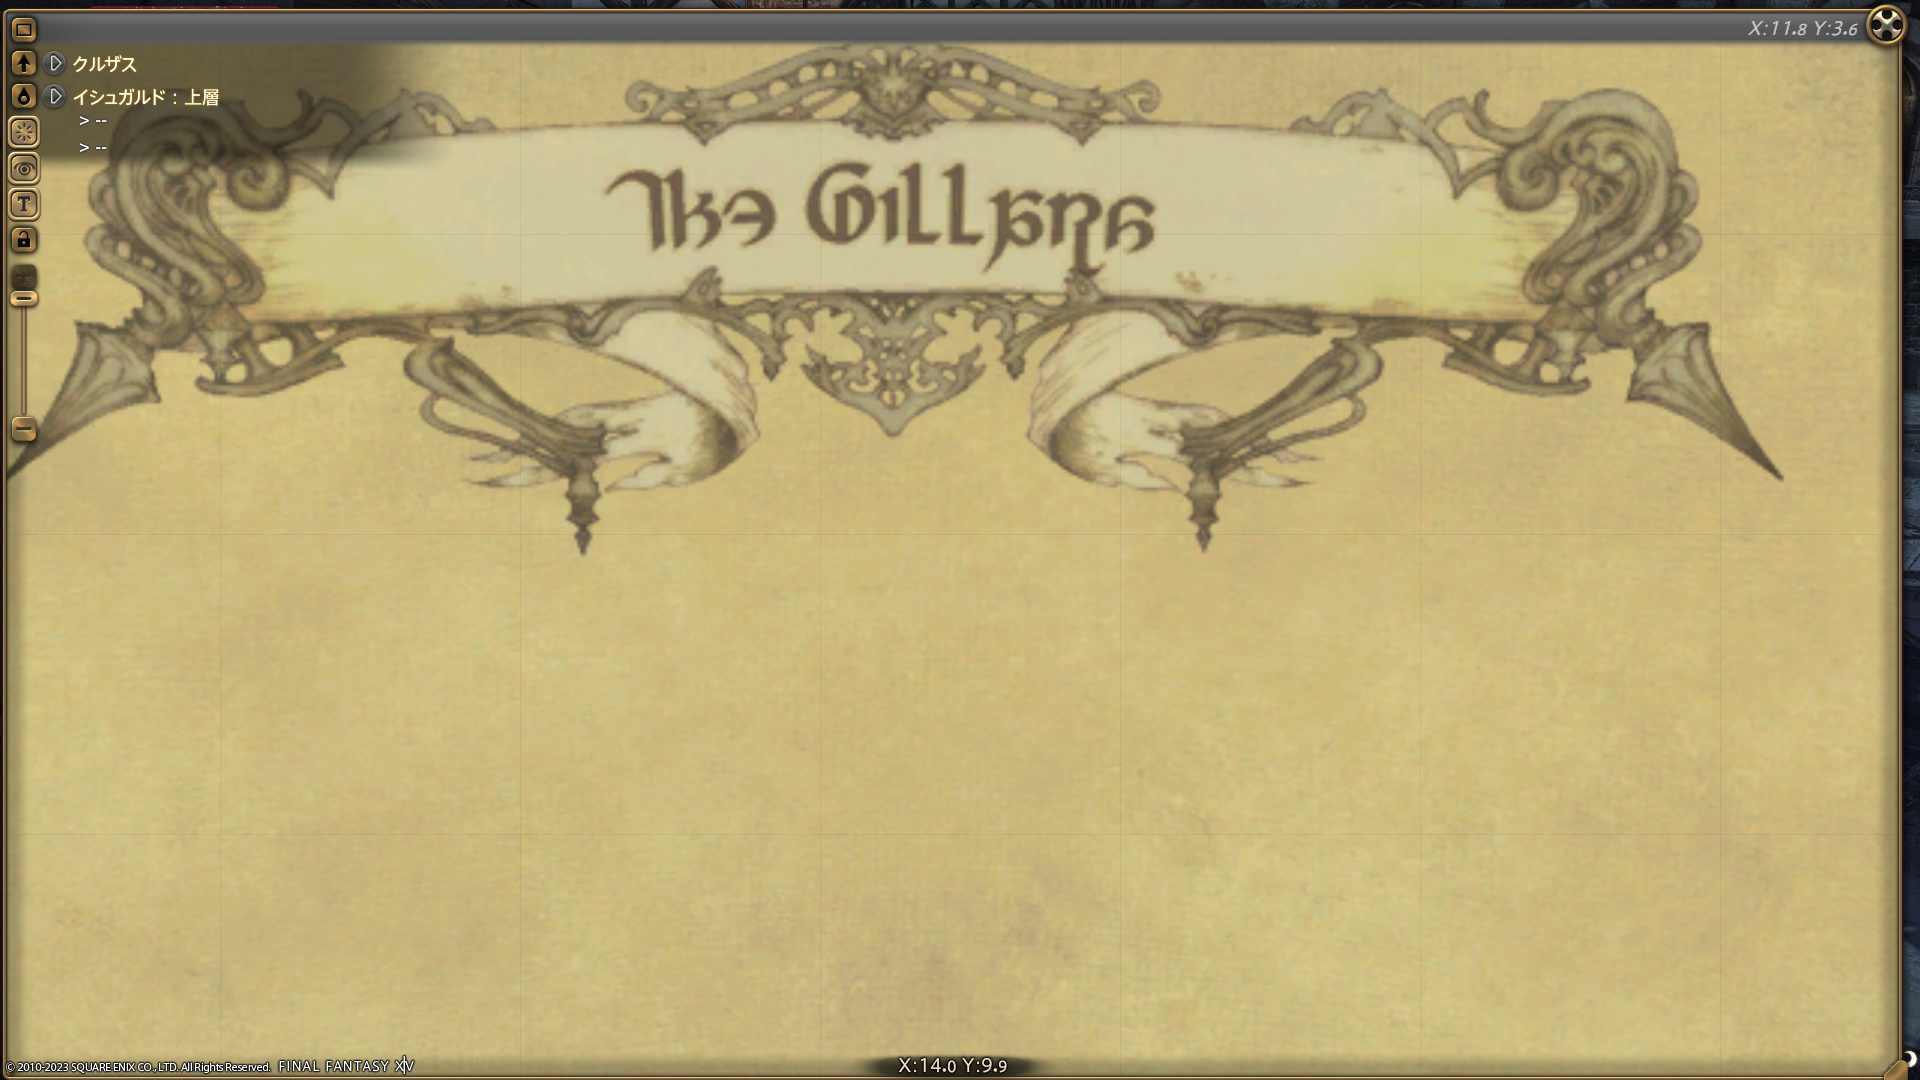 X:11.8 Y:3.6
クルザス
イシュガルド：上層
> --
> --
The Pillars
T
© 2010-2023 SQUARE ENIX CO., LTD. All Rights Reserved. FINAL FANTASY XIV
X:14.0 Y:9.9